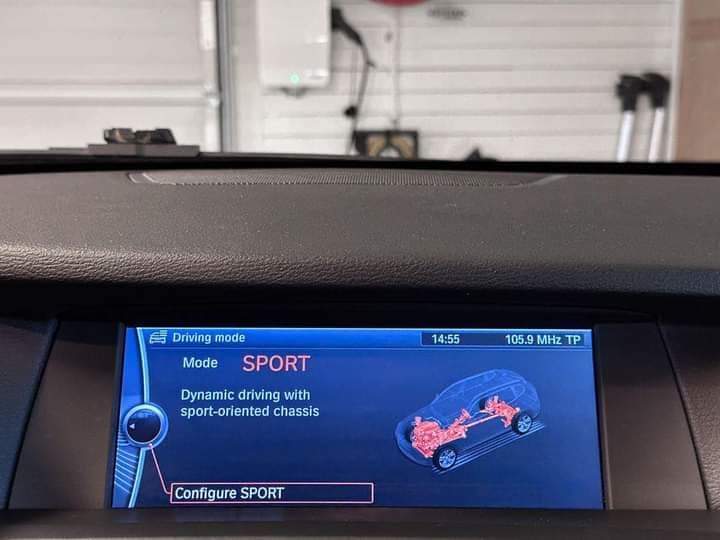 Driving mode
14:55
105.9 MHz TP
Mode SPORT
Dynamic driving with
sport-oriented chassis
Configure SPORT